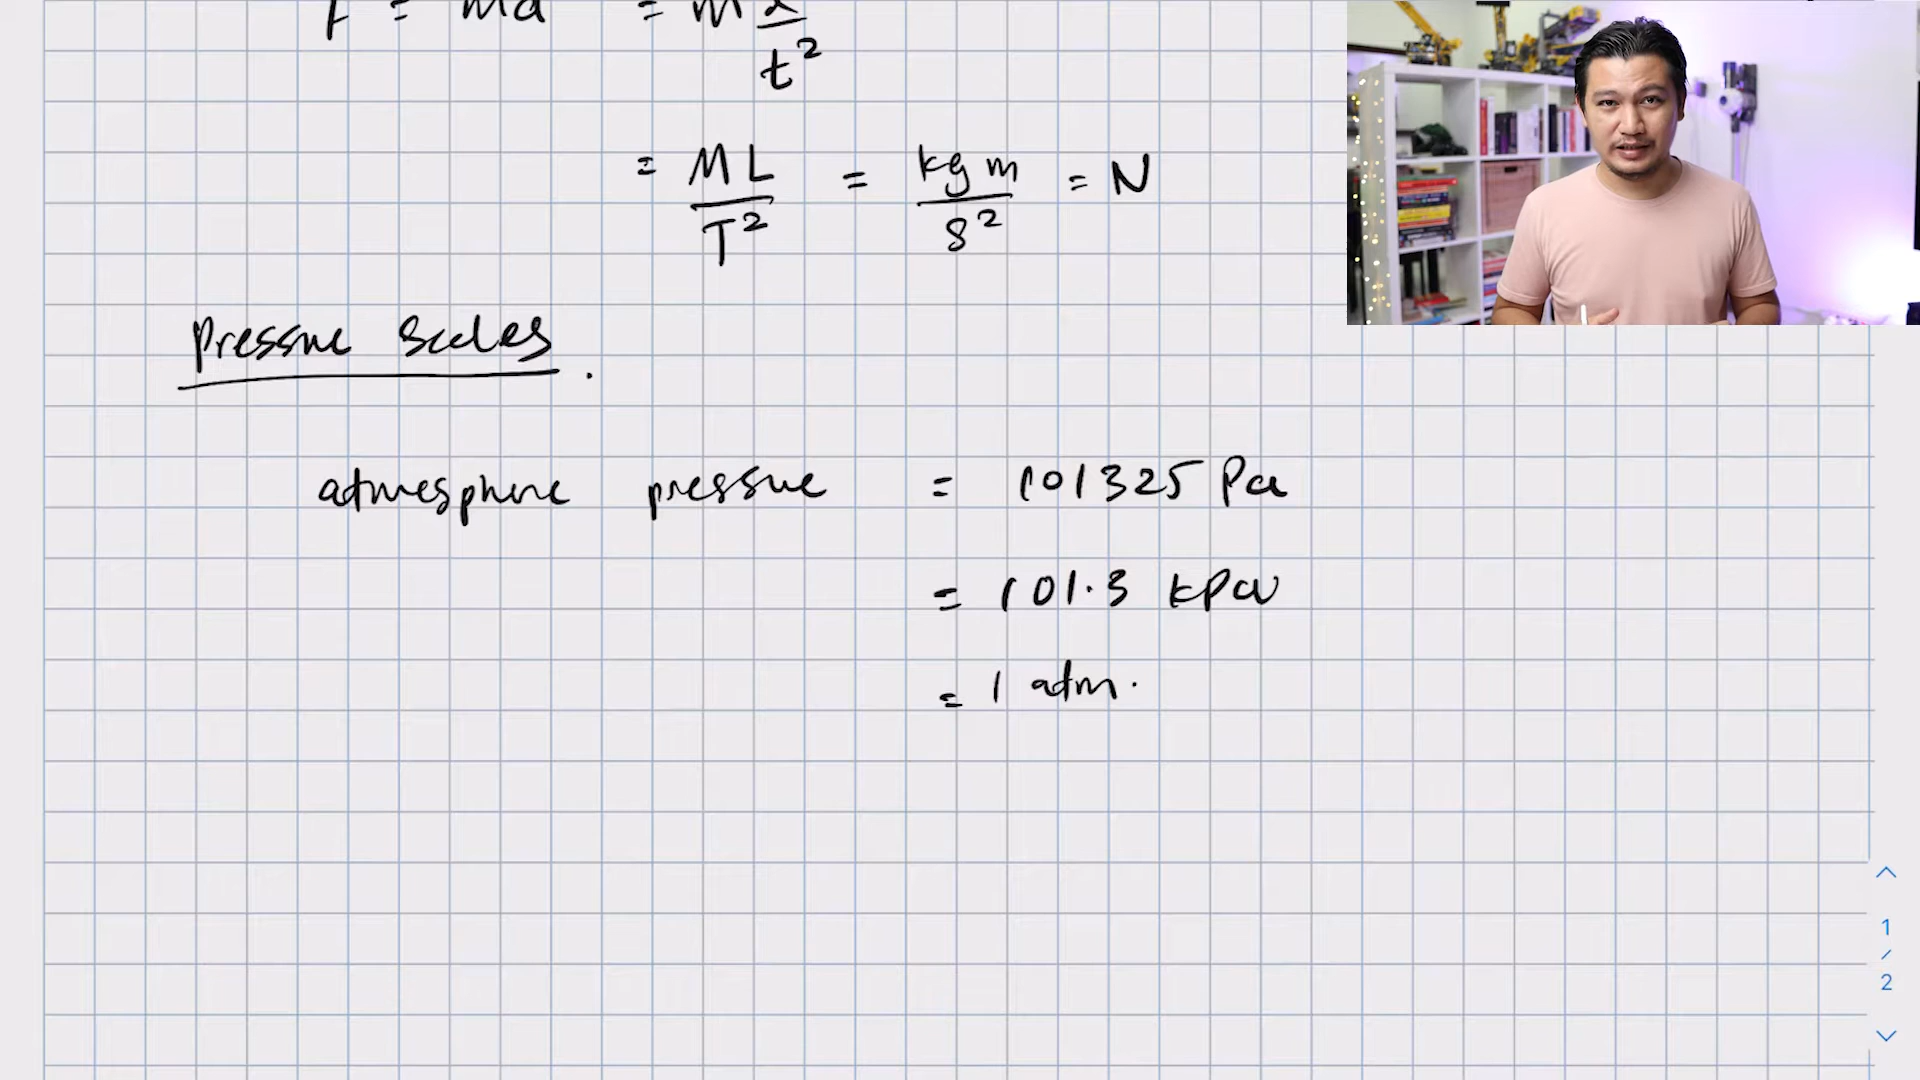 F = ma = m x/t²
= ML/T² = kg m/s² = N
Pressure Scales.
atmosphere pressure = 101325 Pa
= 101.3 kPa
= 1 atm.
1
/
2